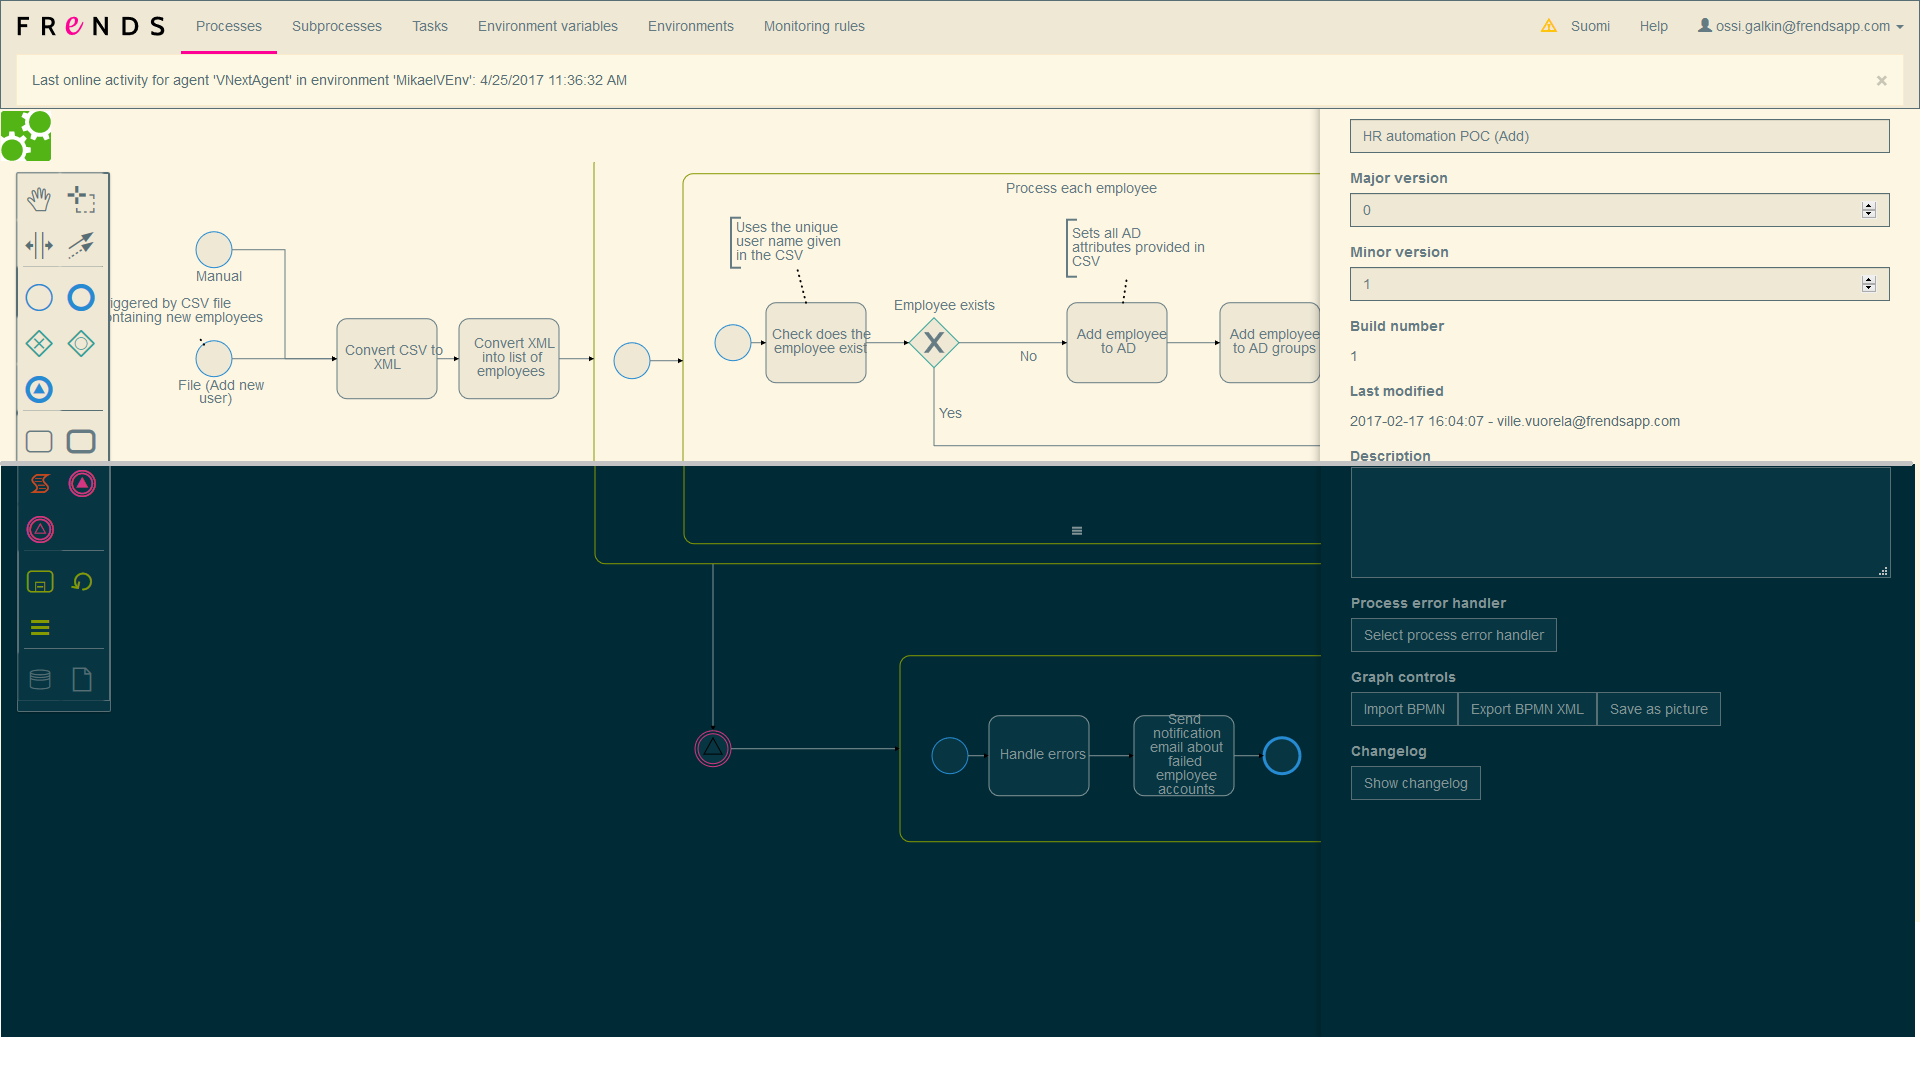 FRENDS
Processes
Subprocesses
Tasks
Environment variables
Environments
Monitoring rules
Suomi
Help
ossi.galkin@frendsapp.com
Last online activity for agent 'VNextAgent' in environment 'MikaelVEnv': 4/25/2017 11:36:32 AM
×
HR automation POC (Add)
Major version
0
Minor version
1
Build number
1
Last modified
2017-02-17 16:04:07 - ville.vuorela@frendsapp.com
Description
Process error handler
Select process error handler
Graph controls
Import BPMN
Export BPMN XML
Save as picture
Changelog
Show changelog
Manual
iggered by CSV file
ntaining new employees
File (Add new
user)
Convert CSV to
XML
Convert XML
into list of
employees
Process each employee
Uses the unique
user name given
in the CSV
Check does the
employee exist
Employee exists
X
No
Yes
Sets all AD
attributes provided in
CSV
Add employee
to AD
Add employee
to AD groups
Handle errors
Send
notification
email about
failed
employee
accounts